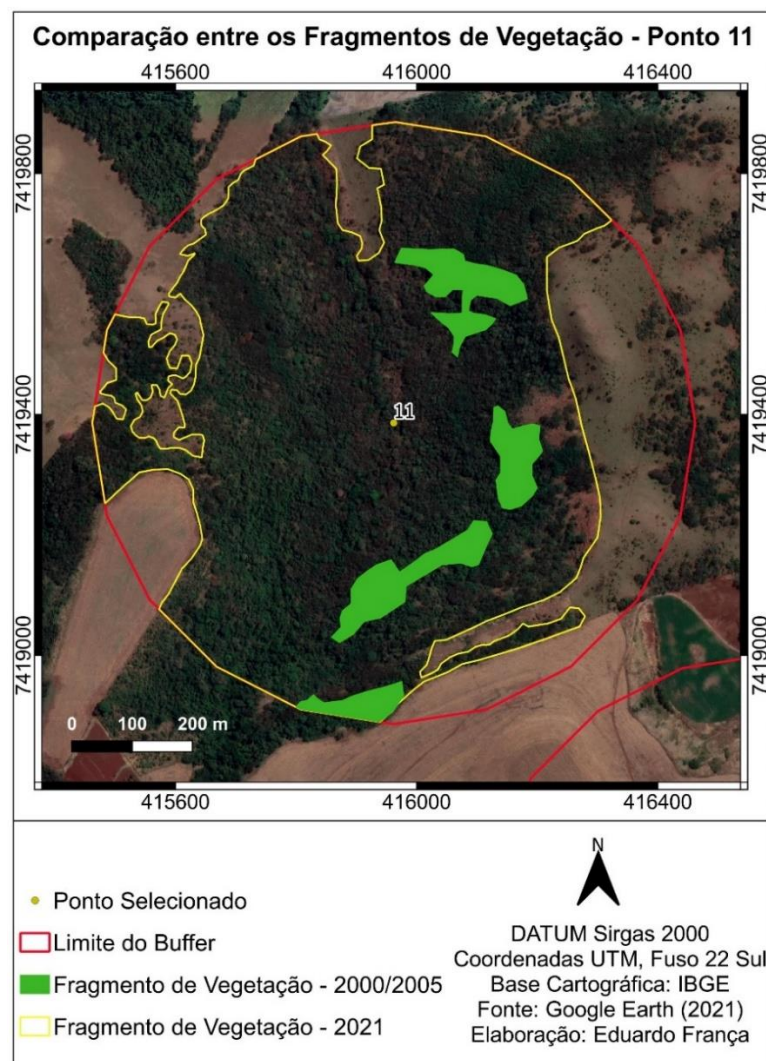 Comparação entre os Fragmentos de Vegetação - Ponto 11
415600 416000 416400
7419800 7419800
7419400 7419400
11
7419000 7419000
0 100 200 m
415600 416000 416400
Ponto Selecionado
Limite do Buffer
Fragmento de Vegetação - 2000/2005
Fragmento de Vegetação - 2021
N
DATUM Sirgas 2000
Coordenadas UTM, Fuso 22 Sul
Base Cartográfica: IBGE
Fonte: Google Earth (2021)
Elaboração: Eduardo França